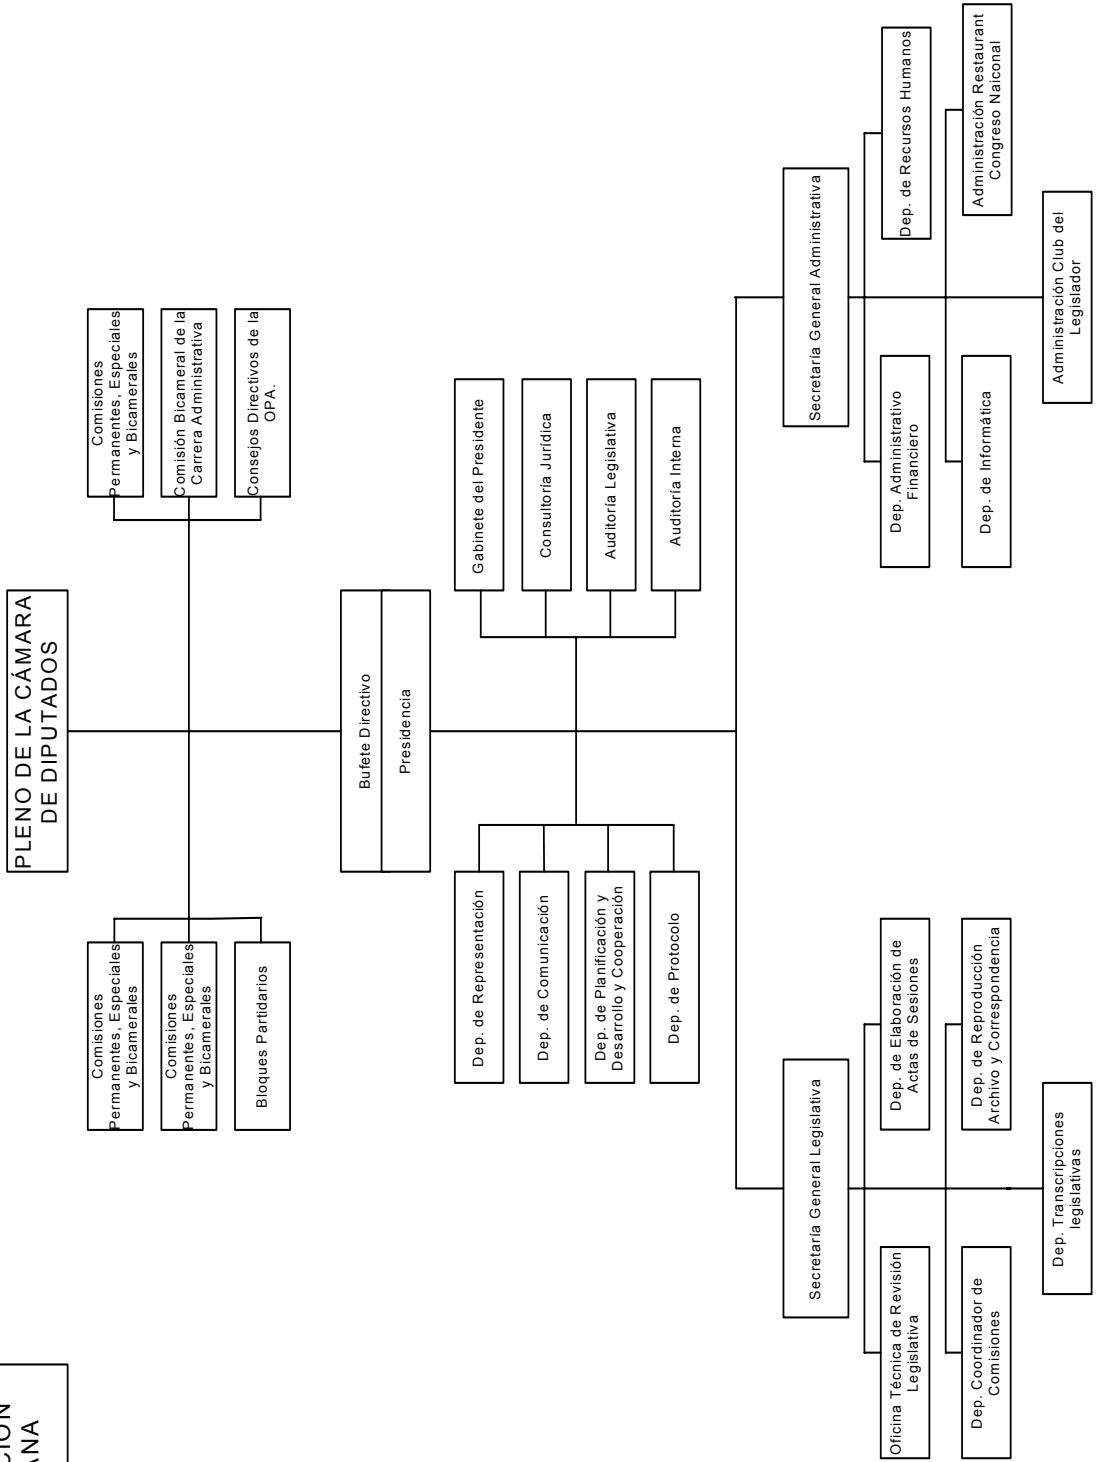 CIÓN
ANA
PLENO DE LA CÁMARA
DE DIPUTADOS
Comisiones
Permanentes, Especiales
y Bicamerales
Comisiones
Permanentes, Especiales
y Bicamerales
Bloques Partidarios
Comisiones
Permanentes, Especiales
y Bicamerales
Comisión Bicameral de la
Carrera Administrativa
Consejos Directivos de la
OPA.
Bufete Directivo
Presidencia
Dep. de Representación
Dep. de Comunicación
Dep. de Planificación y
Desarrollo y Cooperación
Dep. de Protocolo
Gabinete del Presidente
Consultoría Jurídica
Auditoría Legislativa
Auditoría Interna
Secretaría General Legislativa
Oficina Técnica de Revisión
Legislativa
Dep. de Elaboración de
Actas de Sesiones
Dep. Coordinador de
Comisiones
Dep. de Reproducción
Archivo y Correspondencia
Dep. Transcripciones
legislativas
Secretaría General Administrativa
Dep. Administrativo
Financiero
Dep. de Recursos Humanos
Dep. de Informática
Administración Restaurant
Congreso Naiconal
Administración Club del
Legislador